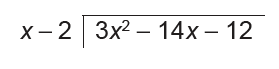 x – 2 3x² – 14x – 12